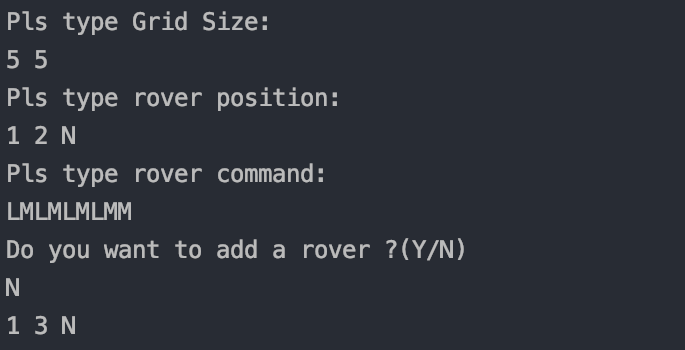 Pls type Grid Size:
5 5
Pls type rover position:
1 2 N
Pls type rover command:
LMLMLMLMM
Do you want to add a rover ?(Y/N)
N
1 3 N